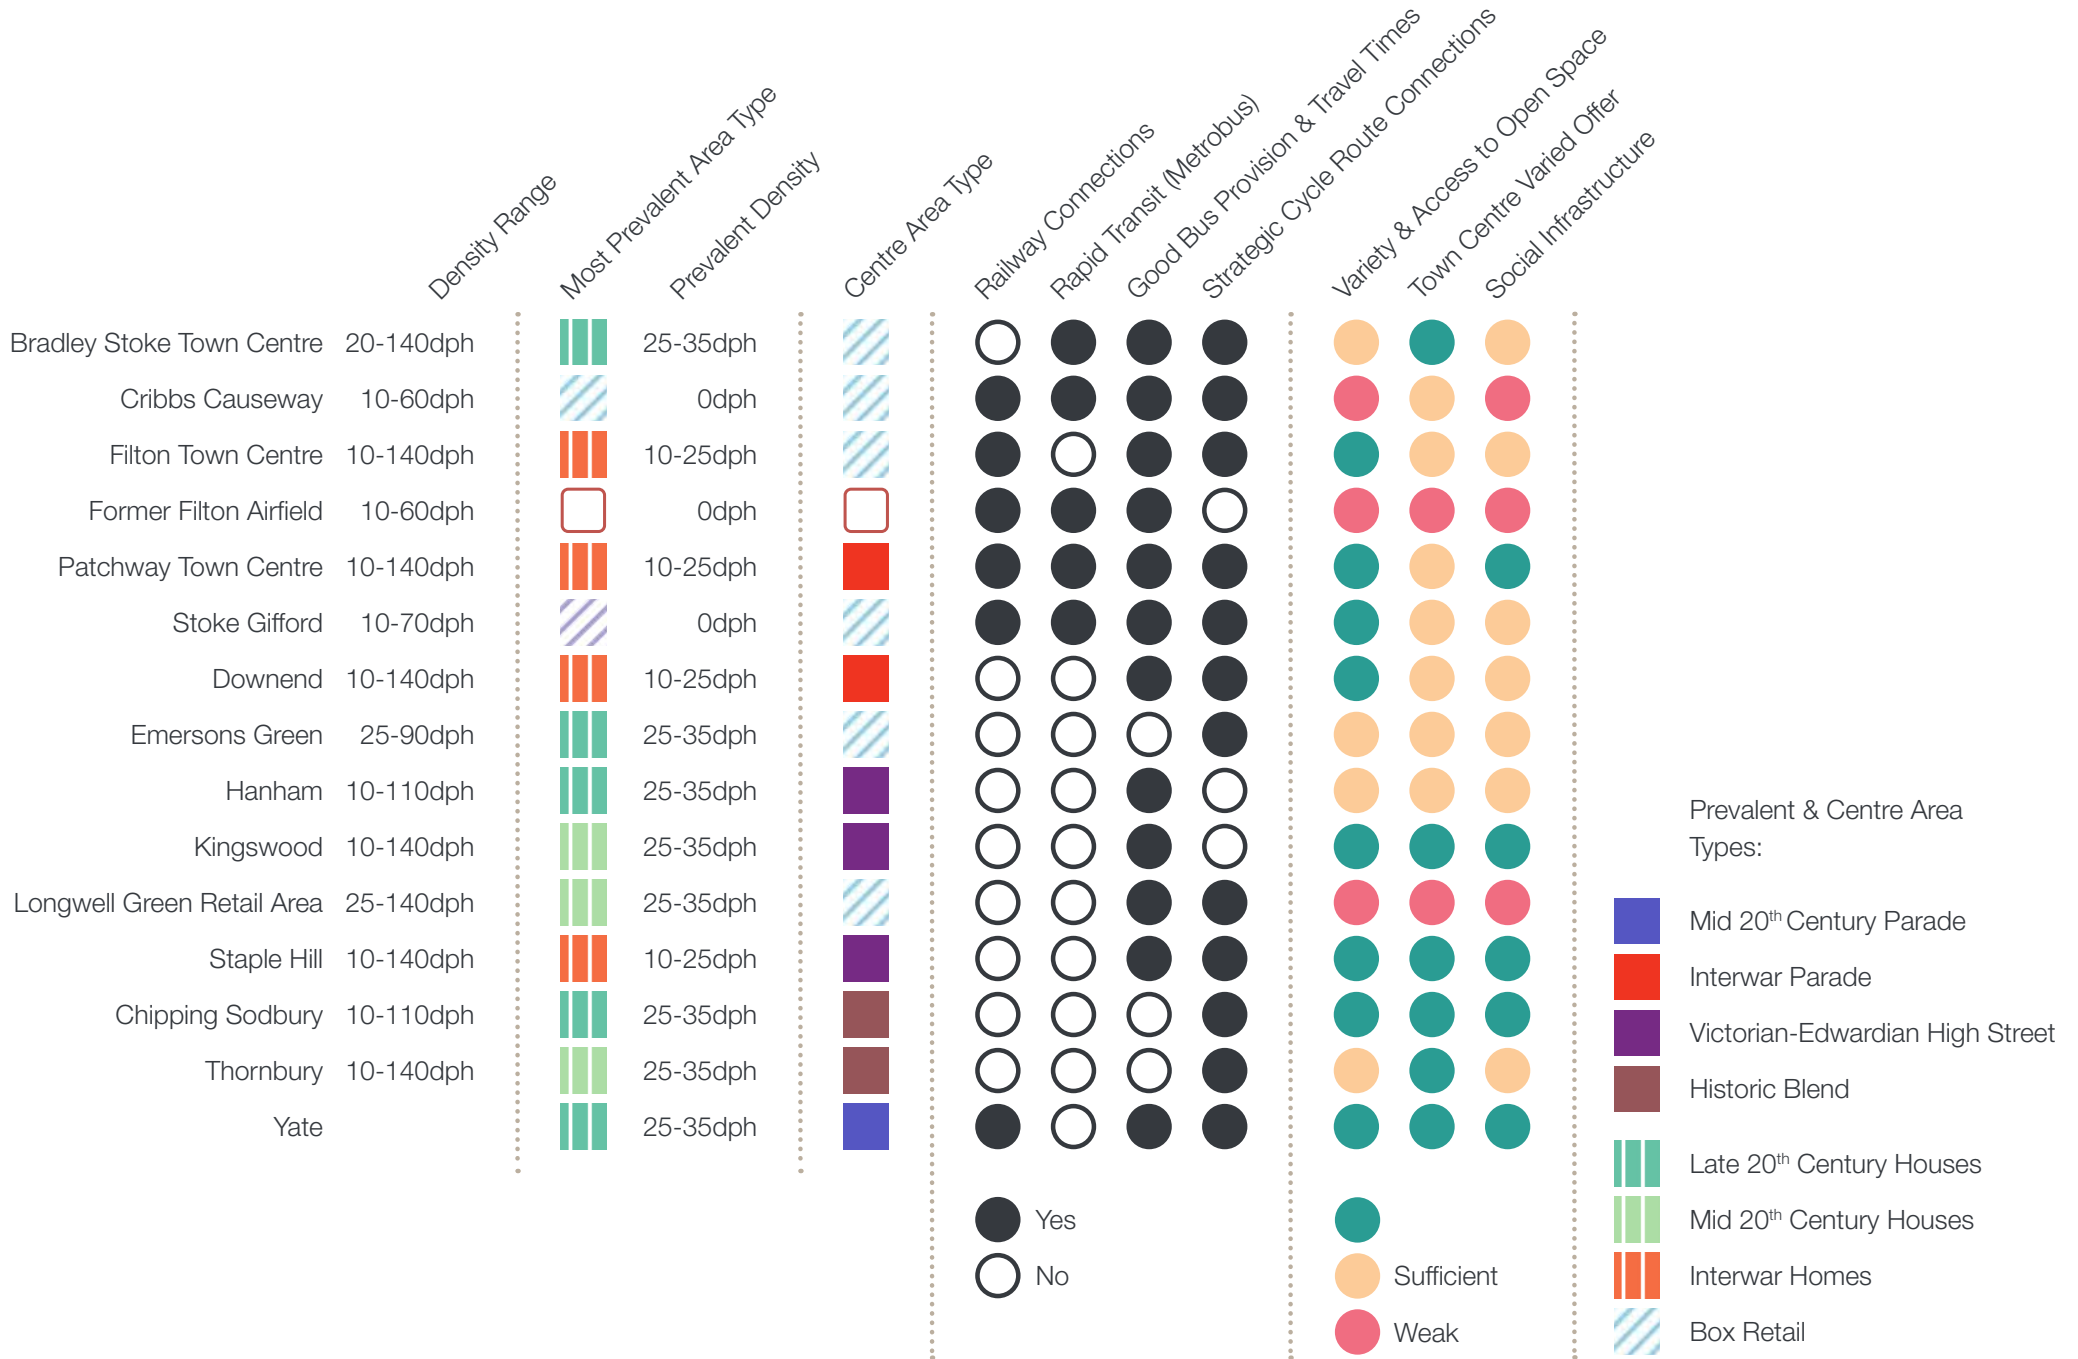 Density Range
Most Prevalent Area Type
Prevalent Density
Centre Area Type
Railway Connections
Rapid Transit (Metrobus)
Good Bus Provision & Travel Times
Strategic Cycle Route Connections
Variety & Access to Open Space
Town Centre Varied Offer
Social Infrastructure
Bradley Stoke Town Centre 20-140dph 25-35dph
Cribbs Causeway 10-60dph 0dph
Filton Town Centre 10-140dph 10-25dph
Former Filton Airfield 10-60dph 0dph
Patchway Town Centre 10-140dph 10-25dph
Stoke Gifford 10-70dph 0dph
Downend 10-140dph 10-25dph
Emersons Green 25-90dph 25-35dph
Hanham 10-110dph 25-35dph
Kingswood 10-140dph 25-35dph
Longwell Green Retail Area 25-140dph 25-35dph
Staple Hill 10-140dph 10-25dph
Chipping Sodbury 10-110dph 25-35dph
Thornbury 10-140dph 25-35dph
Yate 25-35dph
Yes
No
Sufficient
Weak
Prevalent & Centre Area
Types:
Mid 20th Century Parade
Interwar Parade
Victorian-Edwardian High Street
Historic Blend
Late 20th Century Houses
Mid 20th Century Houses
Interwar Homes
Box Retail